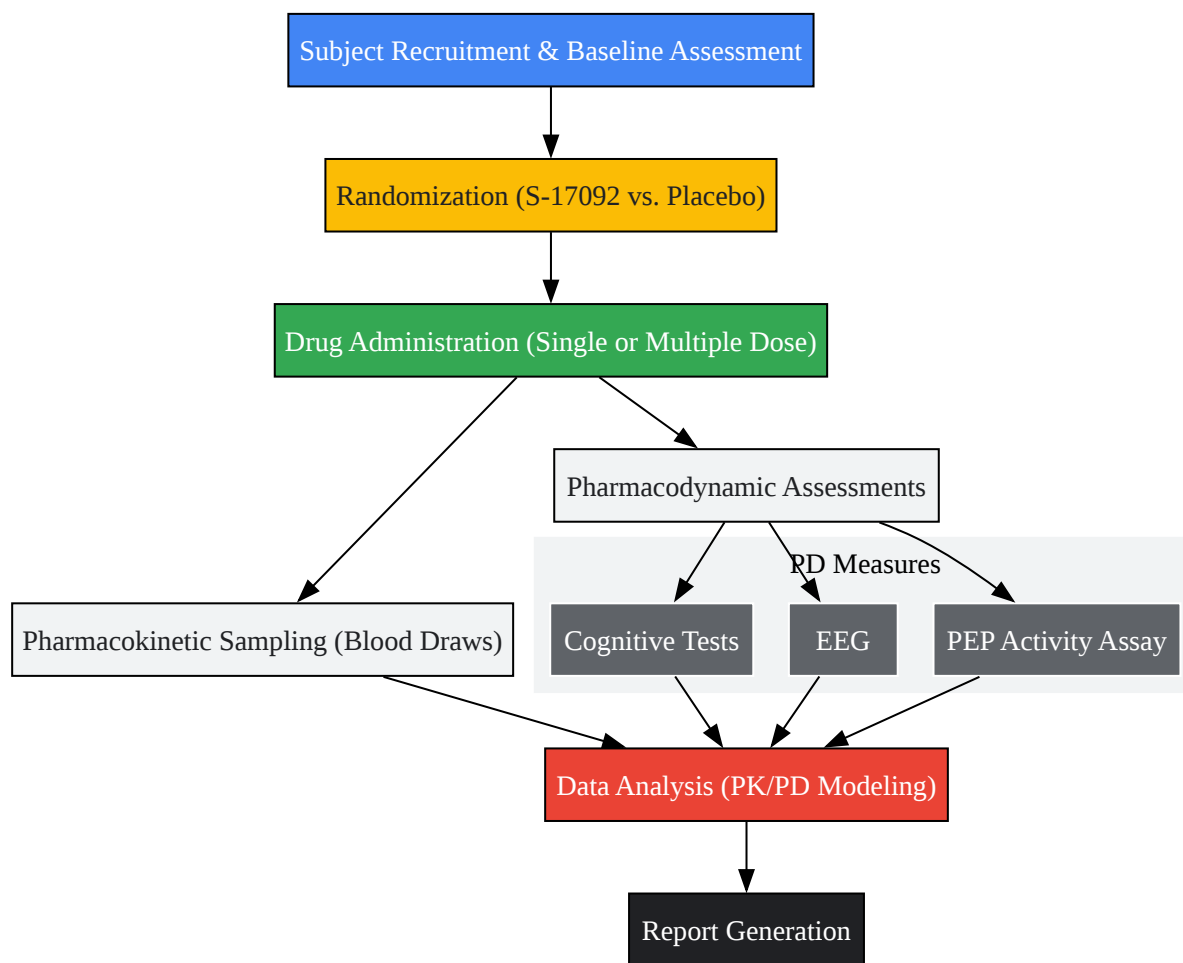 Subject Recruitment & Baseline Assessment
Randomization (S-17092 vs. Placebo)
Drug Administration (Single or Multiple Dose)
Pharmacodynamic Assessments
PD Measures
Pharmacokinetic Sampling (Blood Draws)
Cognitive Tests
EEG
PEP Activity Assay
Data Analysis (PK/PD Modeling)
Report Generation